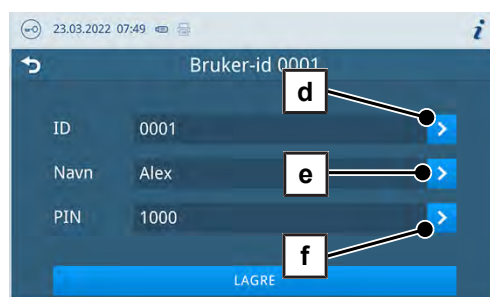 23.03.2022 07:49
i
Bruker-id 0001
d
ID 0001
Navn Alex
e
PIN 1000
f
LAGRE